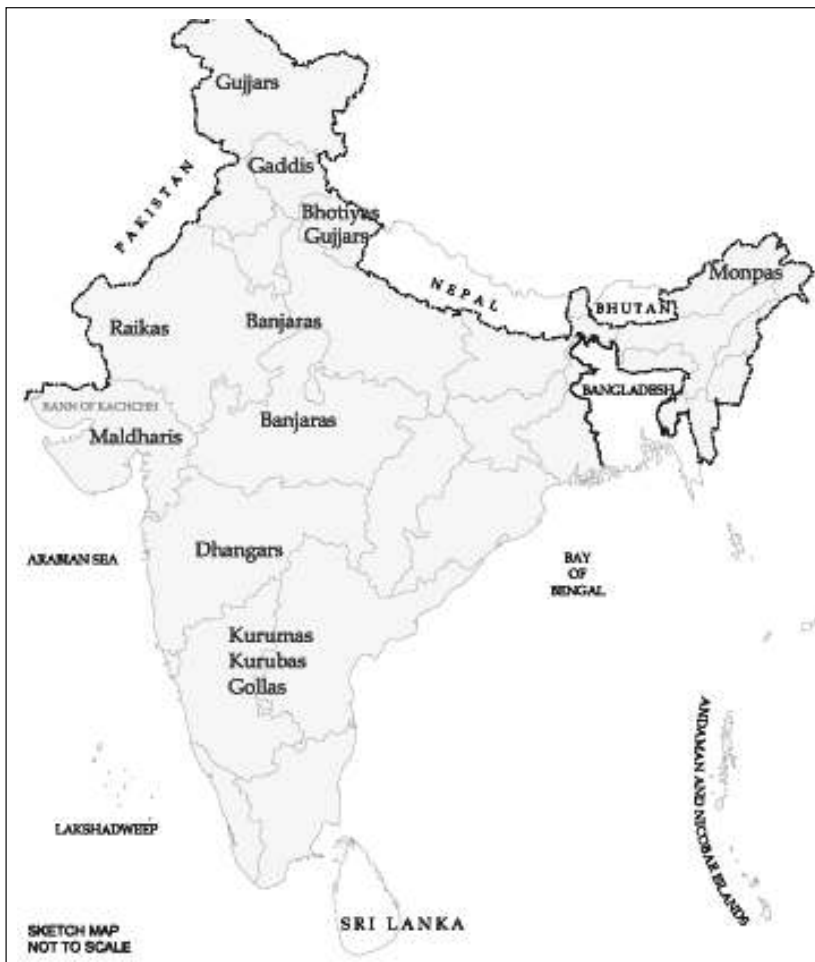 Gujjars
Gaddis
PAKISTAN
Bhotiyas
Gujjars
Monpas
NEPAL
BHUTAN
Raikas
Banjaras
BANGLADESH
RANN OF KACHCHH
Maldharis
Banjaras
ARABIAN SEA
Dhangars
BAY
OF
BENGAL
Kurumas
Kurubas
Gollas
ANDAMAN AND NICOBAR ISLANDS
LAKSHADWEEP
SRI LANKA
SKETCH MAP
NOT TO SCALE